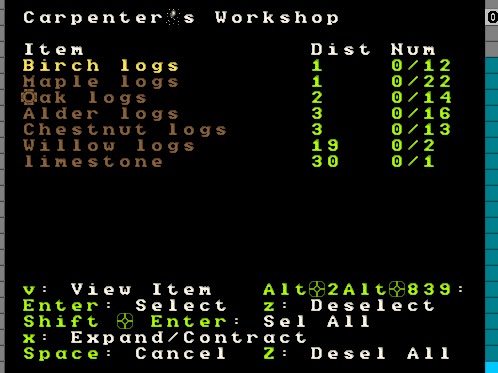 Carpenter's Workshop
Item Dist Num
Birch logs 1 0/12
Maple logs 1 0/22
Oak logs 2 0/14
Alder logs 3 0/16
Chestnut logs 3 0/13
Willow logs 19 0/2
limestone 30 0/1
v: View Item Alt+2Alt+839:
Enter: Select z: Deselect
Shift + Enter: Sel All
x: Expand/Contract
Space: Cancel Z: Desel All